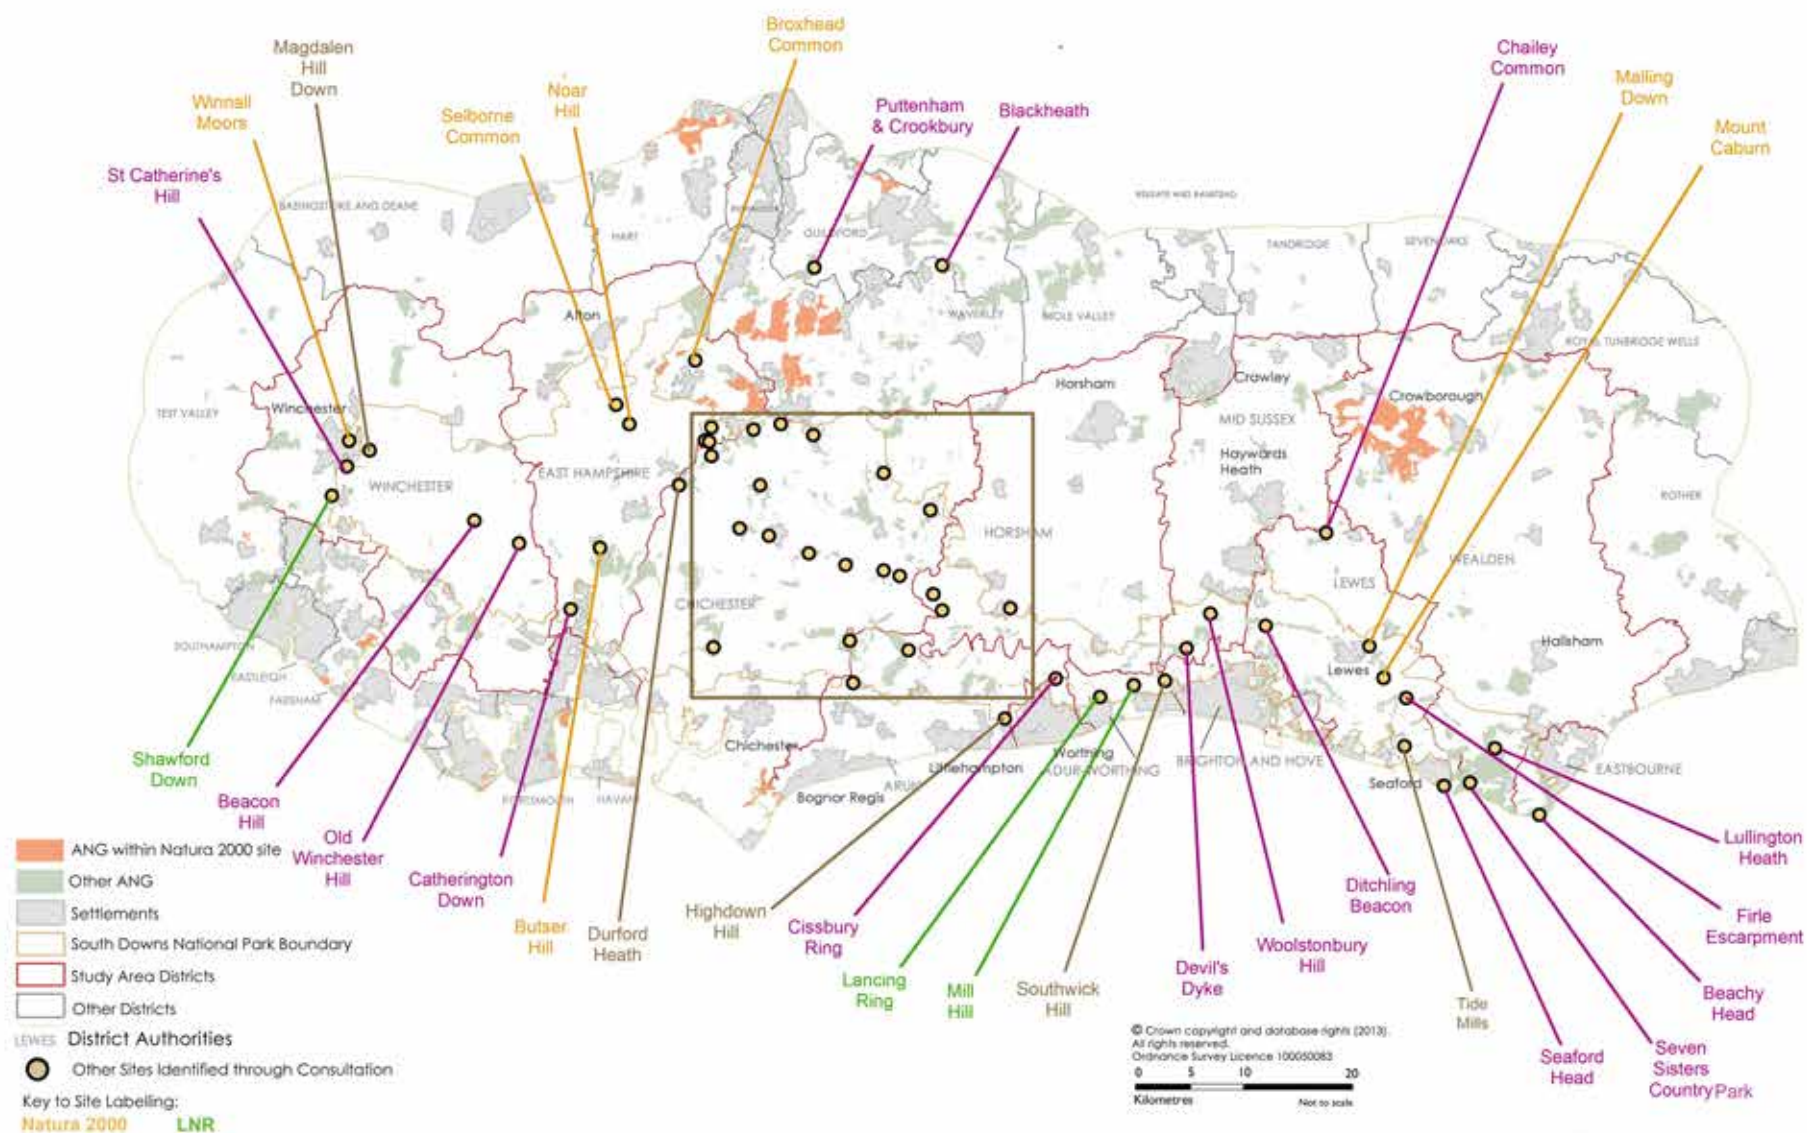 Broxhead
Common
Magdalen
Hill
Down
Chailey
Common
Malling
Down
Winnall
Moors
Noar
Hill
Selborne
Common
Puttenham
& Crookbury
Blackheath
Mount
Caburn
St Catherine's
Hill
BASINGSTOKE AND DEANE
HART
GUILDFORD
REIGATE AND BANSTEAD
TANDRIDGE
SEVENOAKS
Alton
WAVERLEY
MOLE VALLEY
ROYAL TUNBRIDGE WELLS
TEST VALLEY
Winchester
Horsham
Crawley
Crowborough
MID SUSSEX
Haywards
Heath
EAST HAMPSHIRE
WINCHESTER
ROTHER
HORSHAM
WEALDEN
LEWES
CHICHESTER
SOUTHAMPTON
EASTLEIGH
FAREHAM
Hailsham
Lewes
Chichester
Worthing
Littlehampton
ADUR-WORTHING
BRIGHTON AND HOVE
EASTBOURNE
Seaford
ARUN
Bognor Regis
PORTSMOUTH
HAVANT
Shawford
Down
Beacon
Hill
Old
Winchester
Hill
Catherington
Down
Butser
Hill
Durford
Heath
Highdown
Hill
Cissbury
Ring
Lancing
Ring
Mill
Hill
Southwick
Hill
Devil's
Dyke
Woolstonbury
Hill
Ditchling
Beacon
Tide
Mills
Seaford
Head
Seven
Sisters
Country Park
Beachy
Head
Firle
Escarpment
Lullington
Heath
ANG within Natura 2000 site
Other ANG
Settlements
South Downs National Park Boundary
Study Area Districts
Other Districts
LEWES District Authorities
Other Sites Identified through Consultation
Key to Site Labelling:
Natura 2000 LNR
© Crown copyright and database rights (2013).
All rights reserved.
Ordnance Survey Licence 100050083
0 5 10 20
Kilometres Not to scale